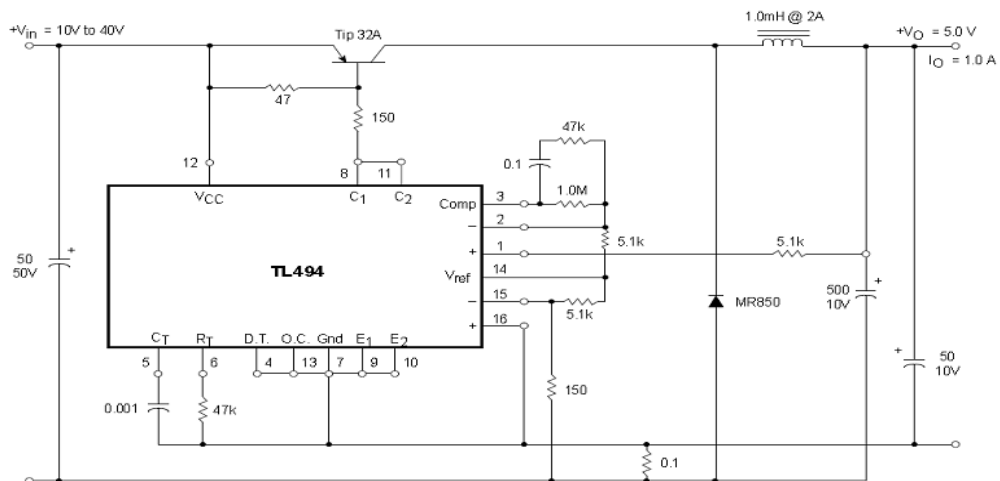 +Vin = 10V to 40V
Tip 32A
1.0mH @ 2A
+VO = 5.0 V
IO = 1.0 A
47
150
47k
0.1
1.0M
12
8
11
VCC
C1
C2
Comp
3
−
2
+
1
5.1k
5.1k
Vref
14
−
15
5.1k
+
16
TL494
50
50V
+
MR850
500
10V
+
50
10V
+
CT
RT
D.T.
O.C.
Gnd
E1
E2
5
6
4
13
7
9
10
0.001
47k
150
0.1